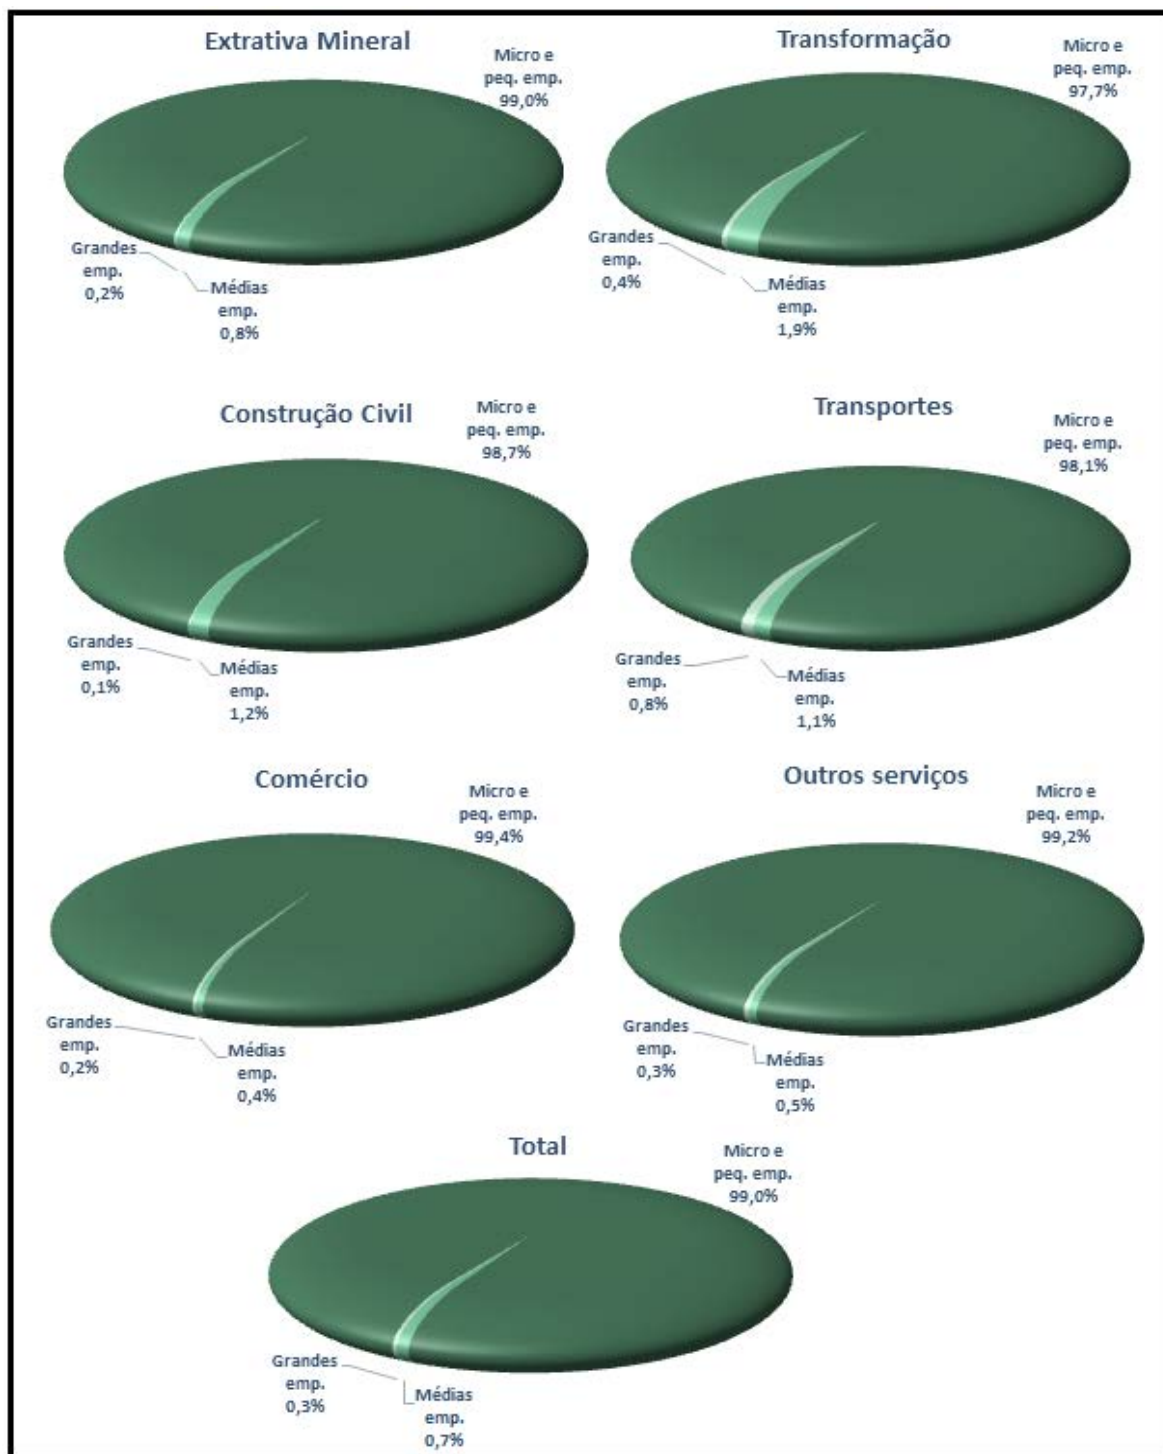 Extrativa Mineral
Micro e
peq. emp.
99,0%
Grandes
emp.
0,2%
Médias
emp.
0,8%
Transformação
Micro e
peq. emp.
97,7%
Grandes
emp.
0,4%
Médias
emp.
1,9%
Construção Civil
Micro e
peq. emp.
98,7%
Grandes
emp.
0,1%
Médias
emp.
1,2%
Transportes
Micro e
peq. emp.
98,1%
Grandes
emp.
0,8%
Médias
emp.
1,1%
Comércio
Micro e
peq. emp.
99,4%
Grandes
emp.
0,2%
Médias
emp.
0,4%
Outros serviços
Micro e
peq. emp.
99,2%
Grandes
emp.
0,3%
Médias
emp.
0,5%
Total
Micro e
peq. emp.
99,0%
Grandes
emp.
0,3%
Médias
emp.
0,7%